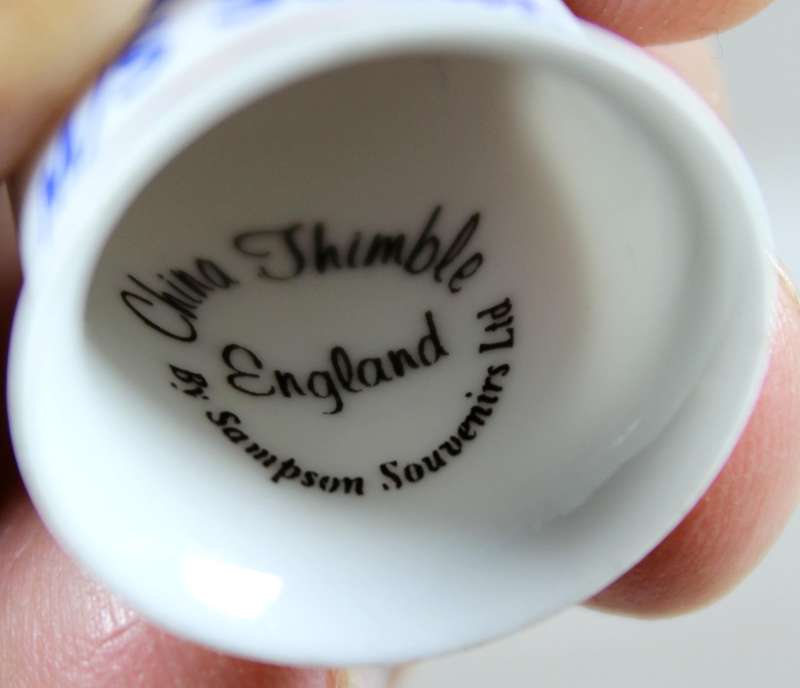 China Thimble
England
By Sampson Souvenirs Ltd